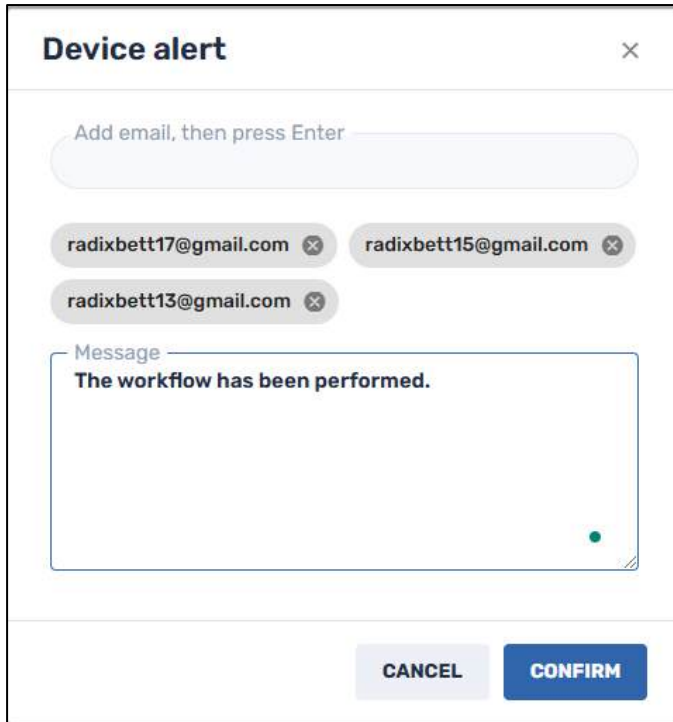 Device alert
Add email, then press Enter
radixbett17@gmail.com radixbett15@gmail.com
radixbett13@gmail.com
Message
The workflow has been performed.
CANCEL CONFIRM